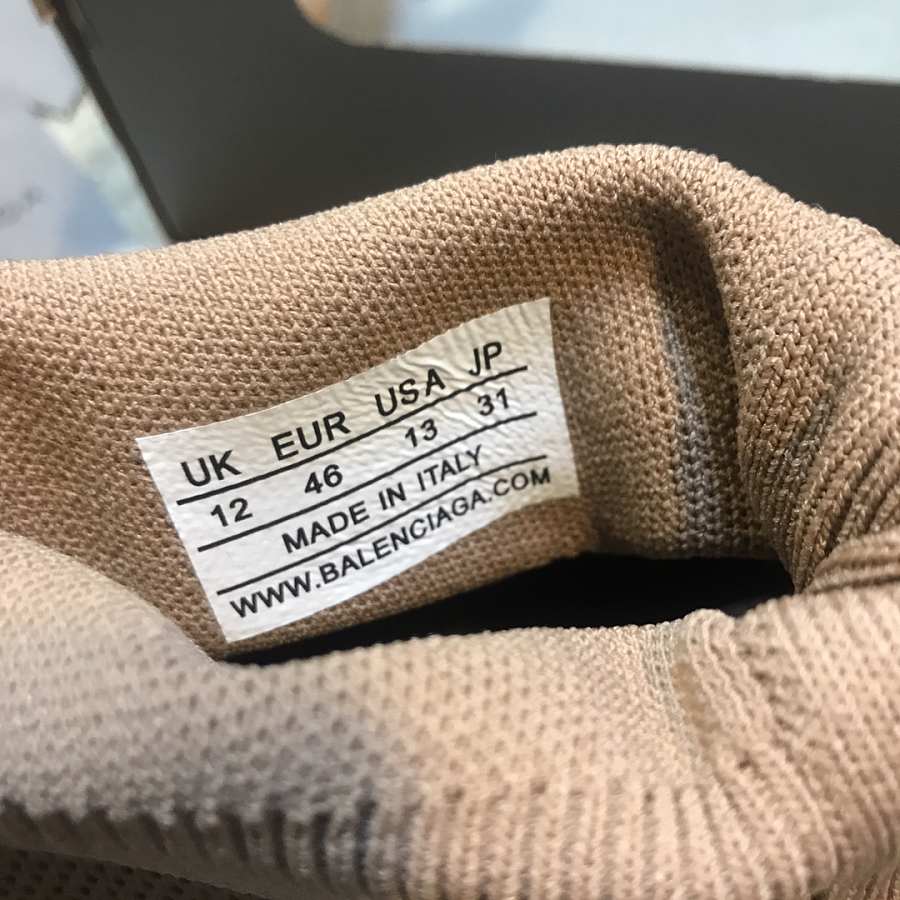 UK EUR USA JP
12 46 13 31
MADE IN ITALY
WWW.BALENCIAGA.COM